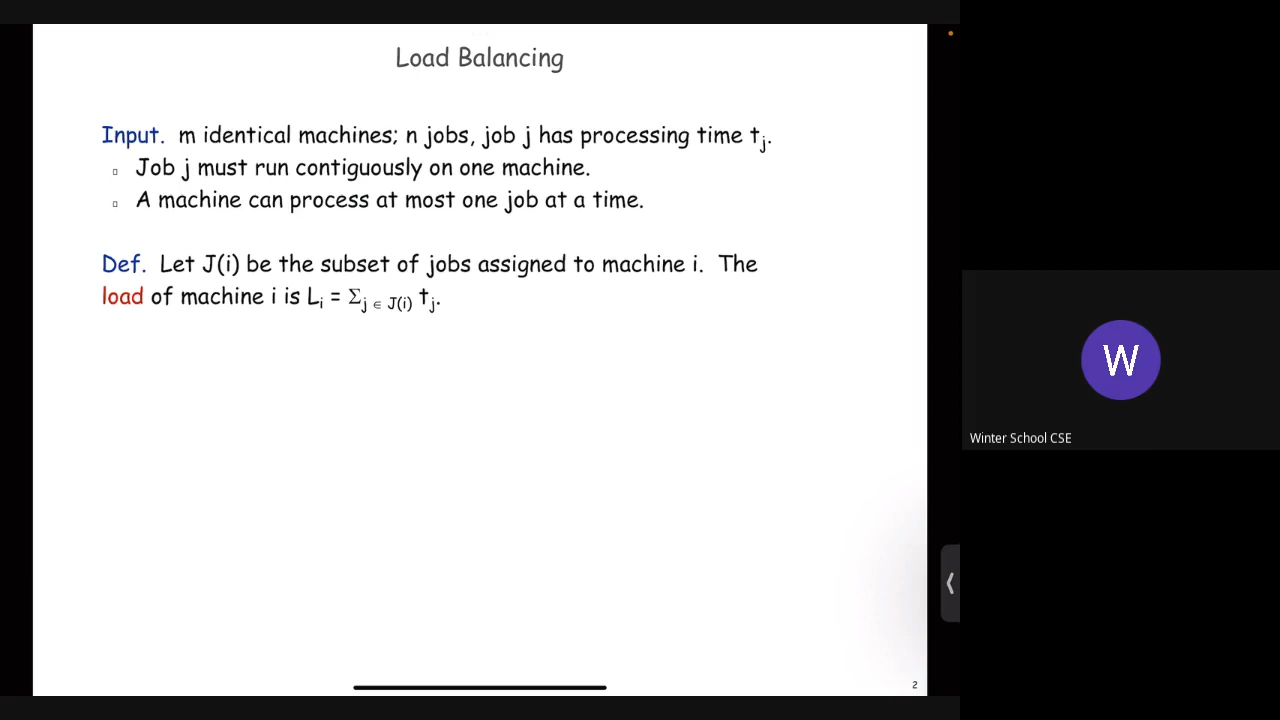 Load Balancing
Input. m identical machines; n jobs, job j has processing time tj.
▯ Job j must run contiguously on one machine.
▯ A machine can process at most one job at a time.
Def. Let J(i) be the subset of jobs assigned to machine i. The
load of machine i is Li = Σj ∈ J(i) tj.
W
Winter School CSE
2